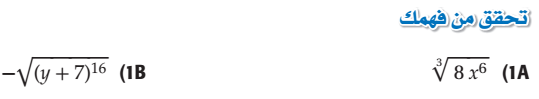 تحقق من فهمك
(1A ∛(8x⁶)
(1B −√((y + 7)¹⁶)